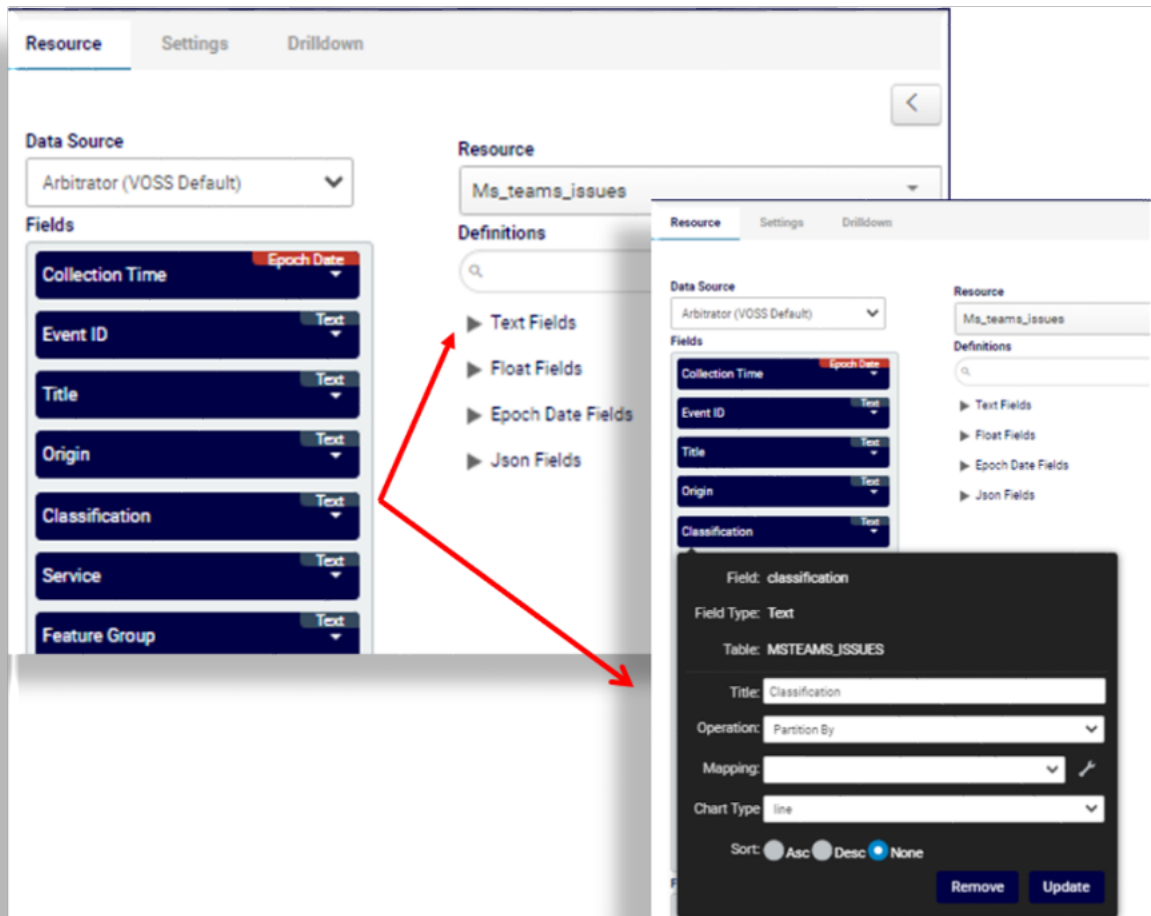 Resource Settings Drilldown
Data Source
Arbitrator (VOSS Default)
Fields
Epoch Date
Collection Time
Text
Event ID
Text
Title
Text
Origin
Text
Classification
Text
Service
Text
Feature Group
Resource
Ms_teams_issues
Definitions
Text Fields
Float Fields
Epoch Date Fields
Json Fields
Resource Settings Drilldown
Data Source
Arbitrator (VOSS Default)
Fields
Epoch Date
Collection Time
Text
Event ID
Text
Title
Text
Origin
Text
Classification
Resource
Ms_teams_issues
Definitions
Text Fields
Float Fields
Epoch Date Fields
Json Fields
Field: classification
Field Type: Text
Table: MSTEAMS_ISSUES
Title: Classification
Operation: Partition By
Mapping:
Chart Type line
Sort: Asc Desc None
Remove Update